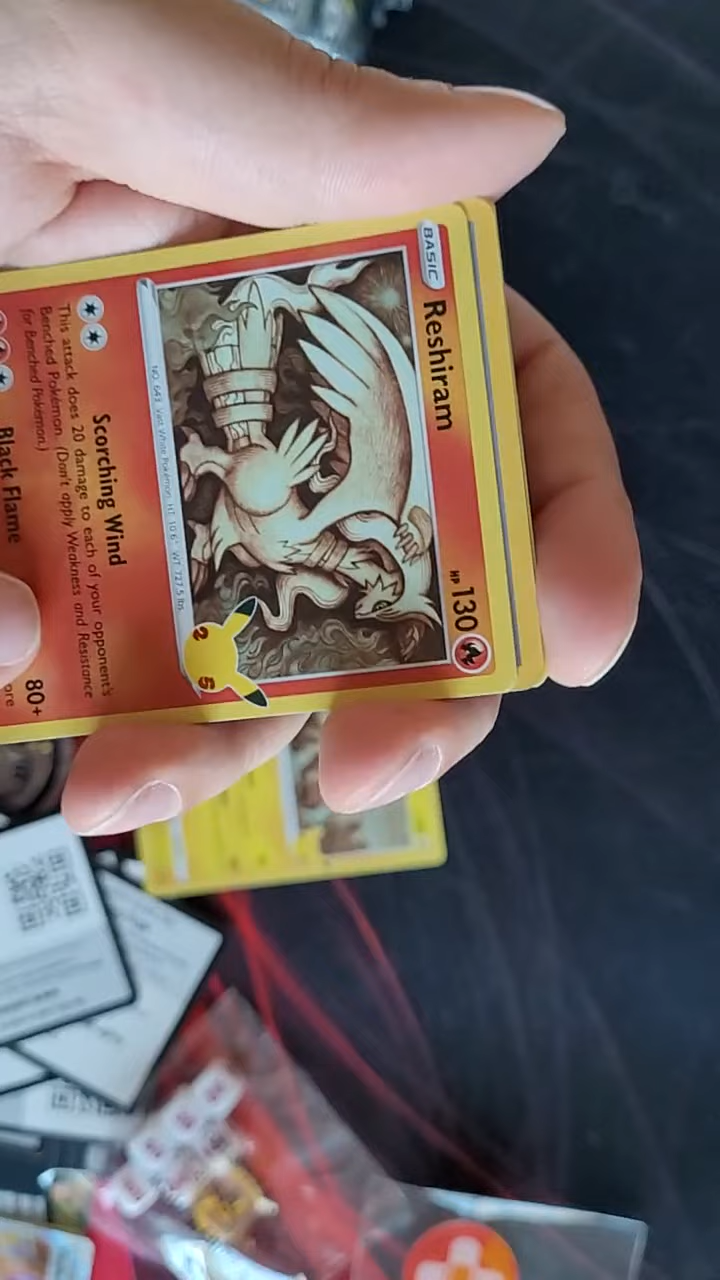 BASIC
Reshiram
HP 130
25
NO. 643 Vast White Pokémon HT: 10'6" WT: 727.5 lbs.
Scorching Wind
This attack does 20 damage to each of your opponent's
Benched Pokémon. (Don't apply Weakness and Resistance
for Benched Pokémon.)
Black Flame
80+